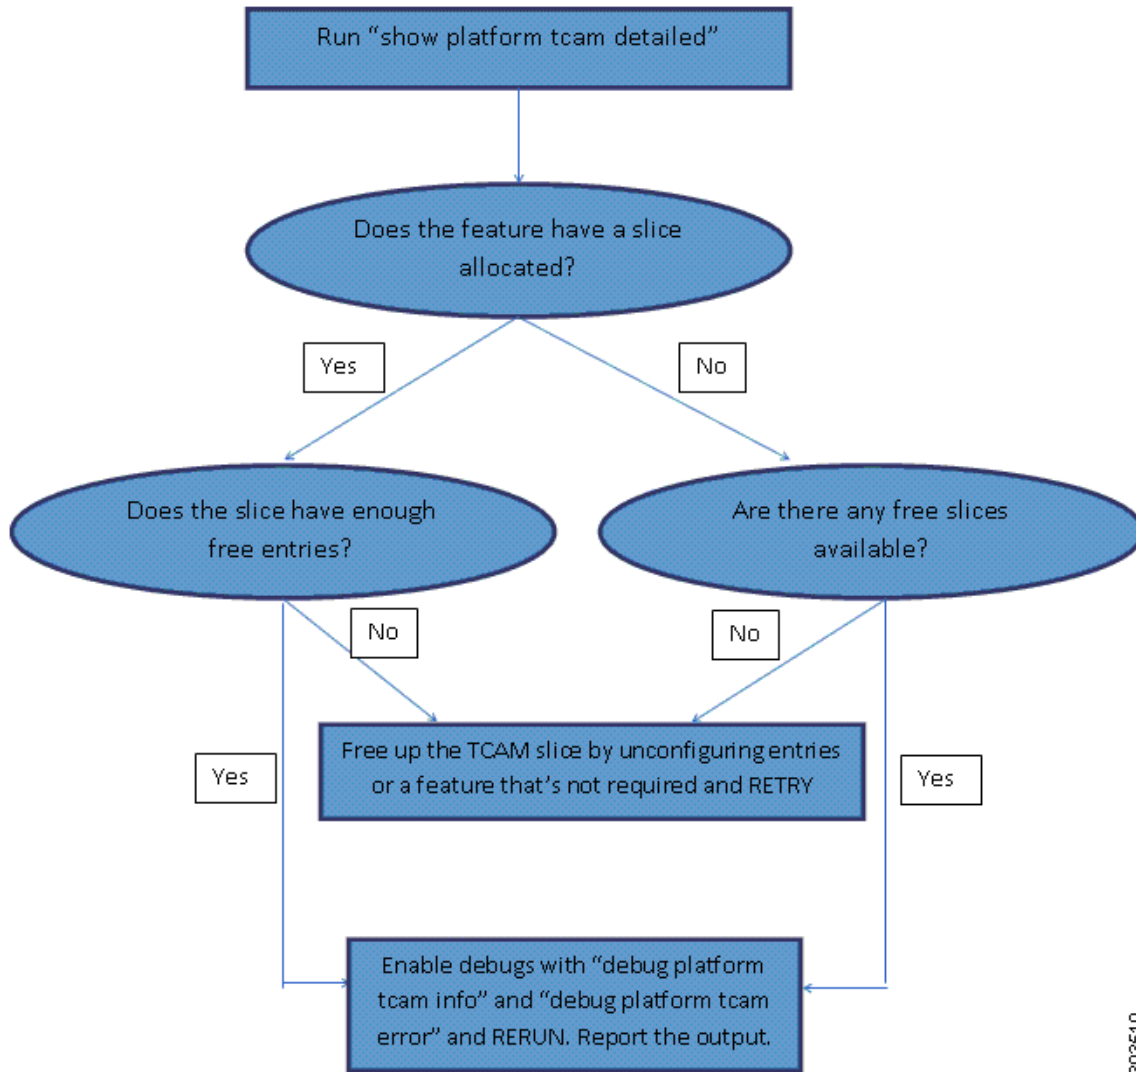 Run “show platform tcam detailed”
Does the feature have a slice
allocated?
Yes
No
Does the slice have enough
free entries?
Are there any free slices
available?
No
No
Free up the TCAM slice by unconfiguring entries
or a feature that’s not required and RETRY
Yes
Yes
Enable debugs with “debug platform
tcam info” and “debug platform tcam
error” and RERUN. Report the output.